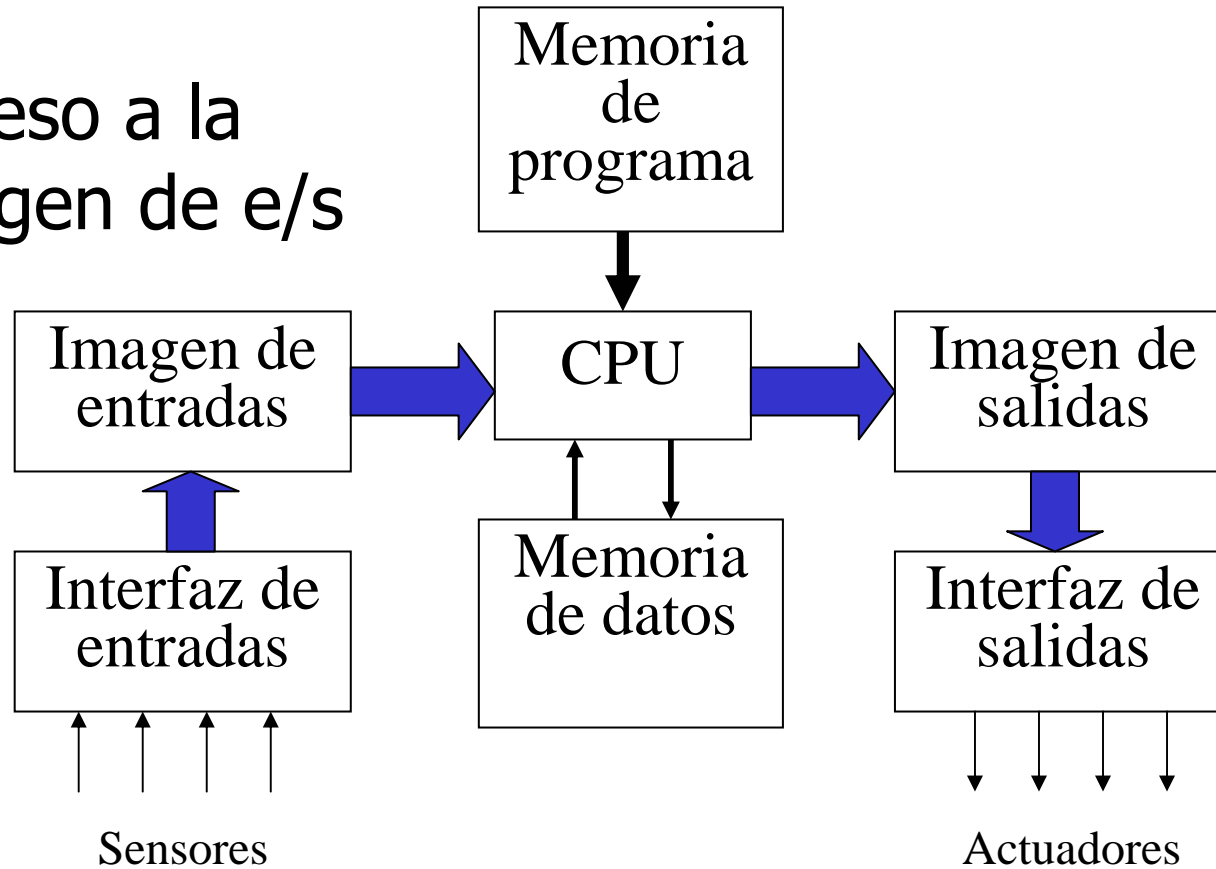 eso a la
gen de e/s
Memoria
de
programa
Imagen de
entradas
CPU
Imagen de
salidas
Interfaz de
entradas
Memoria
de datos
Interfaz de
salidas
Sensores
Actuadores